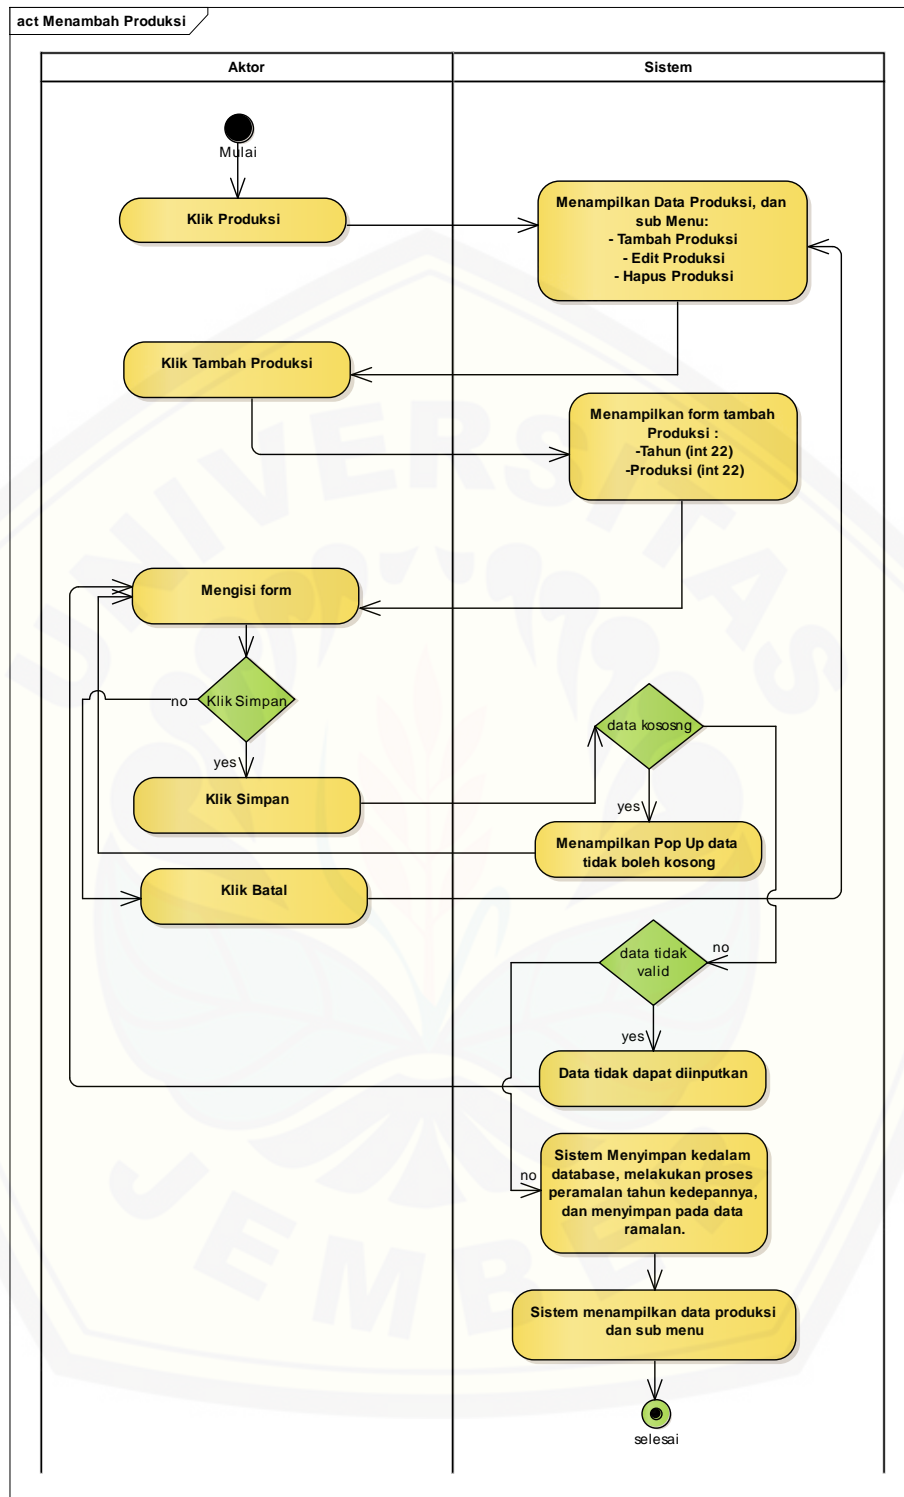 act Menambah Produksi
Aktor
Sistem
Mulai
Klik Produksi
Menampilkan Data Produksi, dan
sub Menu:
- Tambah Produksi
- Edit Produksi
- Hapus Produksi
Klik Tambah Produksi
Menampilkan form tambah
Produksi :
-Tahun (int 22)
-Produksi (int 22)
Mengisi form
no
Klik Simpan
data kososng
yes
Klik Simpan
yes
Menampilkan Pop Up data
tidak boleh kosong
Klik Batal
data tidak
valid
no
yes
Data tidak dapat diinputkan
no
Sistem Menyimpan kedalam
database, melakukan proses
peramalan tahun kedepannya,
dan menyimpan pada data
ramalan.
Sistem menampilkan data produksi
dan sub menu
selesai
UNIVERSITAS
JEMBER